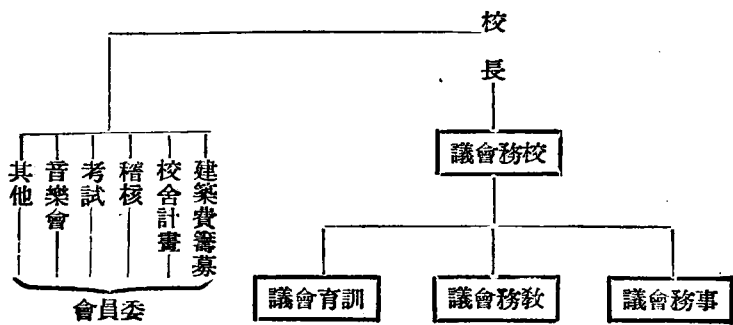 校長
校務會議
事務會議
教務會議
訓育會議
建築費籌募
校舍計畫
稽核
考試
音樂會
其他
委員會